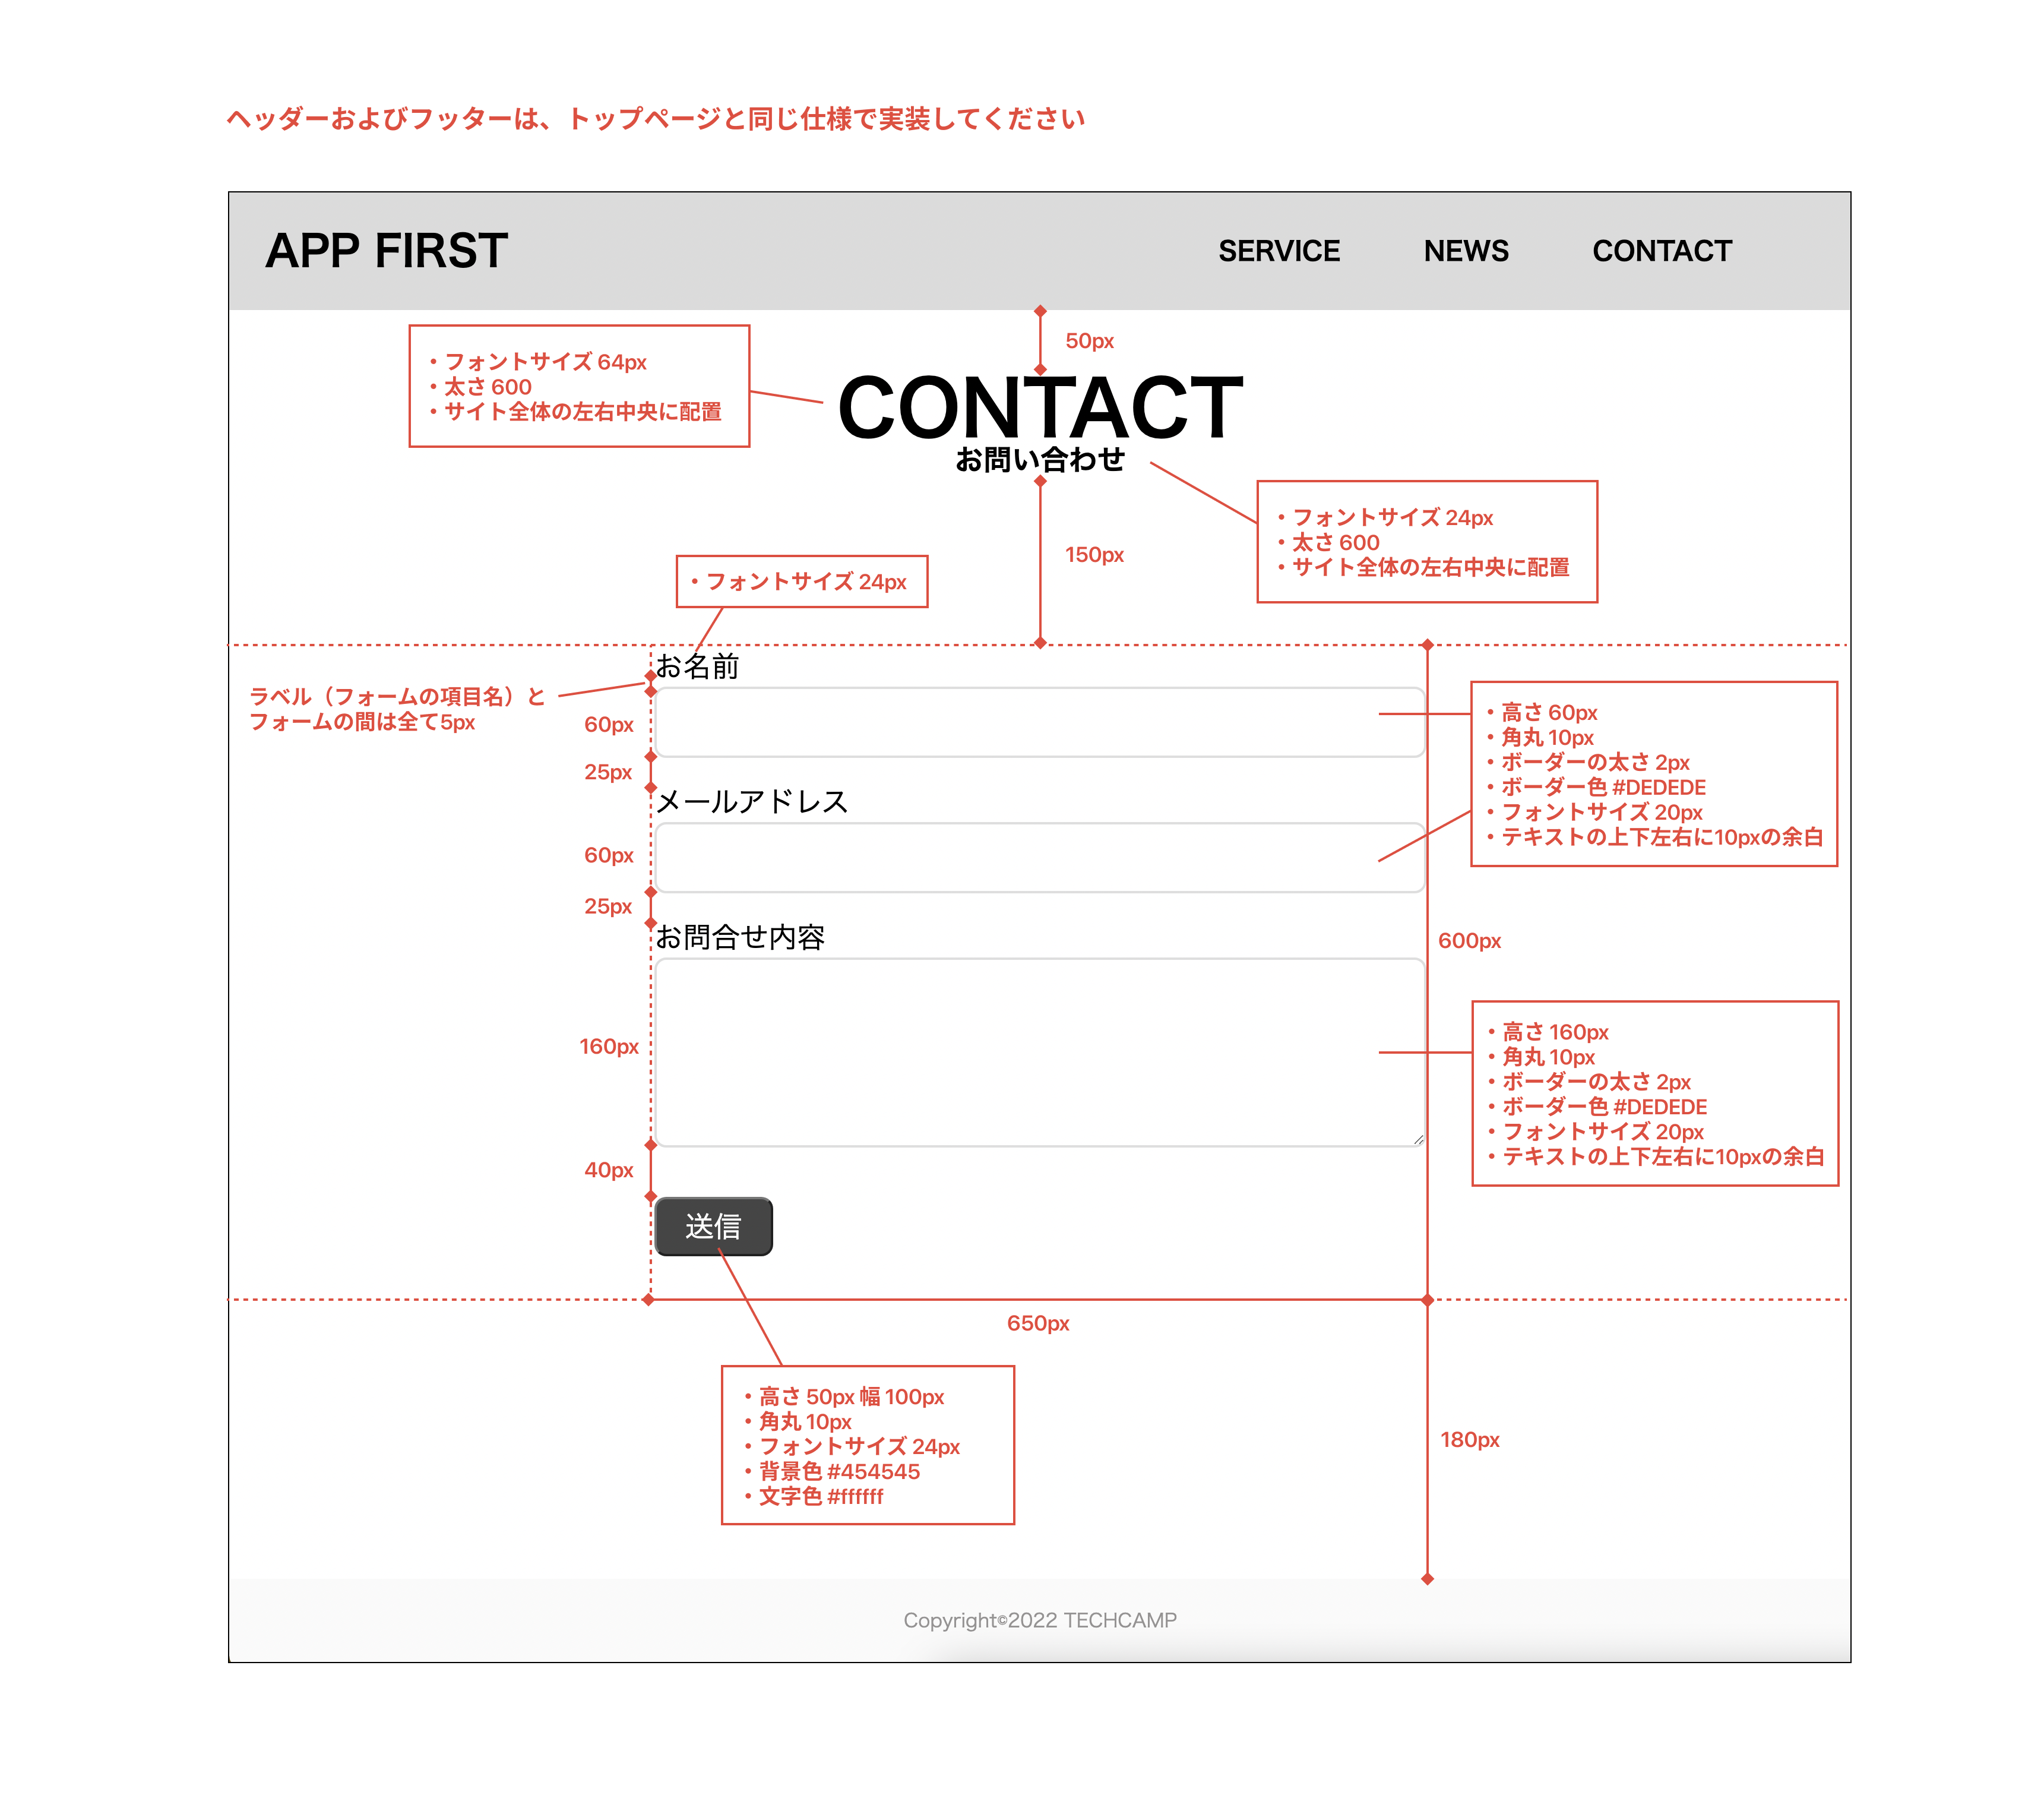 ヘッダーおよびフッターは、トップページと同じ仕様で実装してください
APP FIRST
SERVICE
NEWS
CONTACT
50px
・フォントサイズ 64px
・太さ 600
・サイト全体の左右中央に配置
CONTACT
お問い合わせ
・フォントサイズ 24px
・太さ 600
・サイト全体の左右中央に配置
150px
・フォントサイズ 24px
お名前
ラベル（フォームの項目名）と
フォームの間は全て5px
60px
25px
・高さ 60px
・角丸 10px
・ボーダーの太さ 2px
・ボーダー色 #DEDEDE
・フォントサイズ 20px
・テキストの上下左右に10pxの余白
メールアドレス
60px
25px
お問合せ内容
600px
160px
・高さ 160px
・角丸 10px
・ボーダーの太さ 2px
・ボーダー色 #DEDEDE
・フォントサイズ 20px
・テキストの上下左右に10pxの余白
40px
送信
650px
・高さ 50px 幅 100px
・角丸 10px
・フォントサイズ 24px
・背景色 #454545
・文字色 #ffffff
180px
Copyright©2022 TECHCAMP